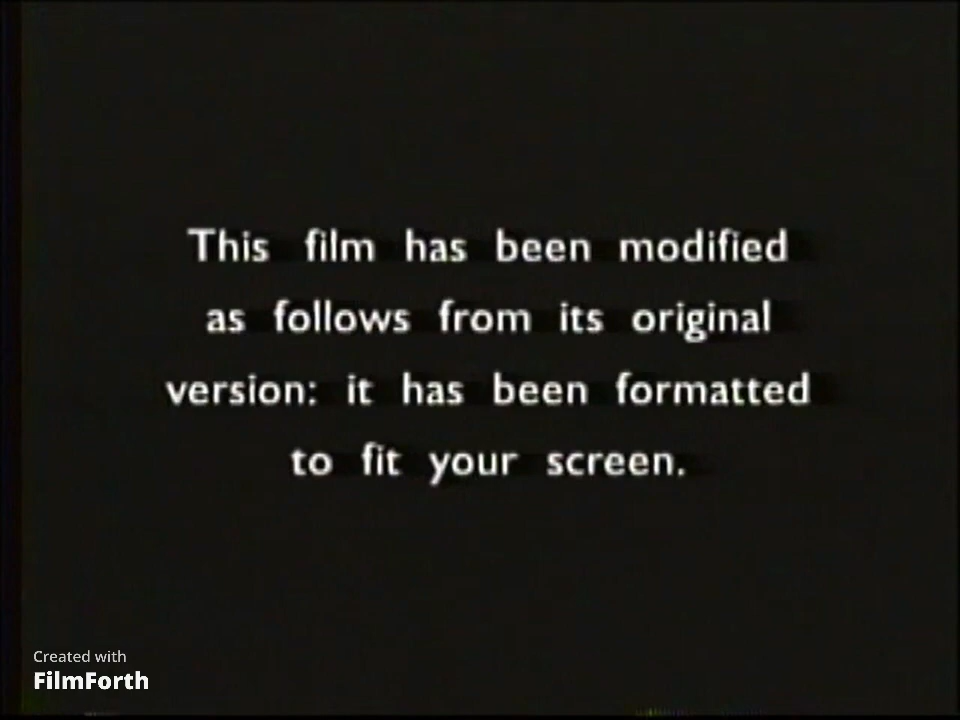 This film has been modified
as follows from its original
version: it has been formatted
to fit your screen.
Created with
FilmForth